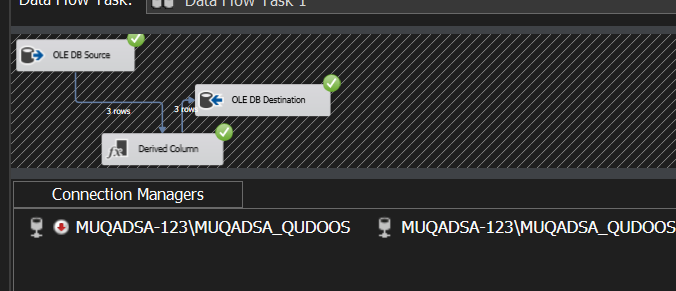 Data Flow Task: Data Flow Task 1
OLE DB Source
3 rows
3 rows
OLE DB Destination
fx
Derived Column
Connection Managers
MUQADSA-123\MUQADSA_QUDOOS
MUQADSA-123\MUQADSA_QUDOOS